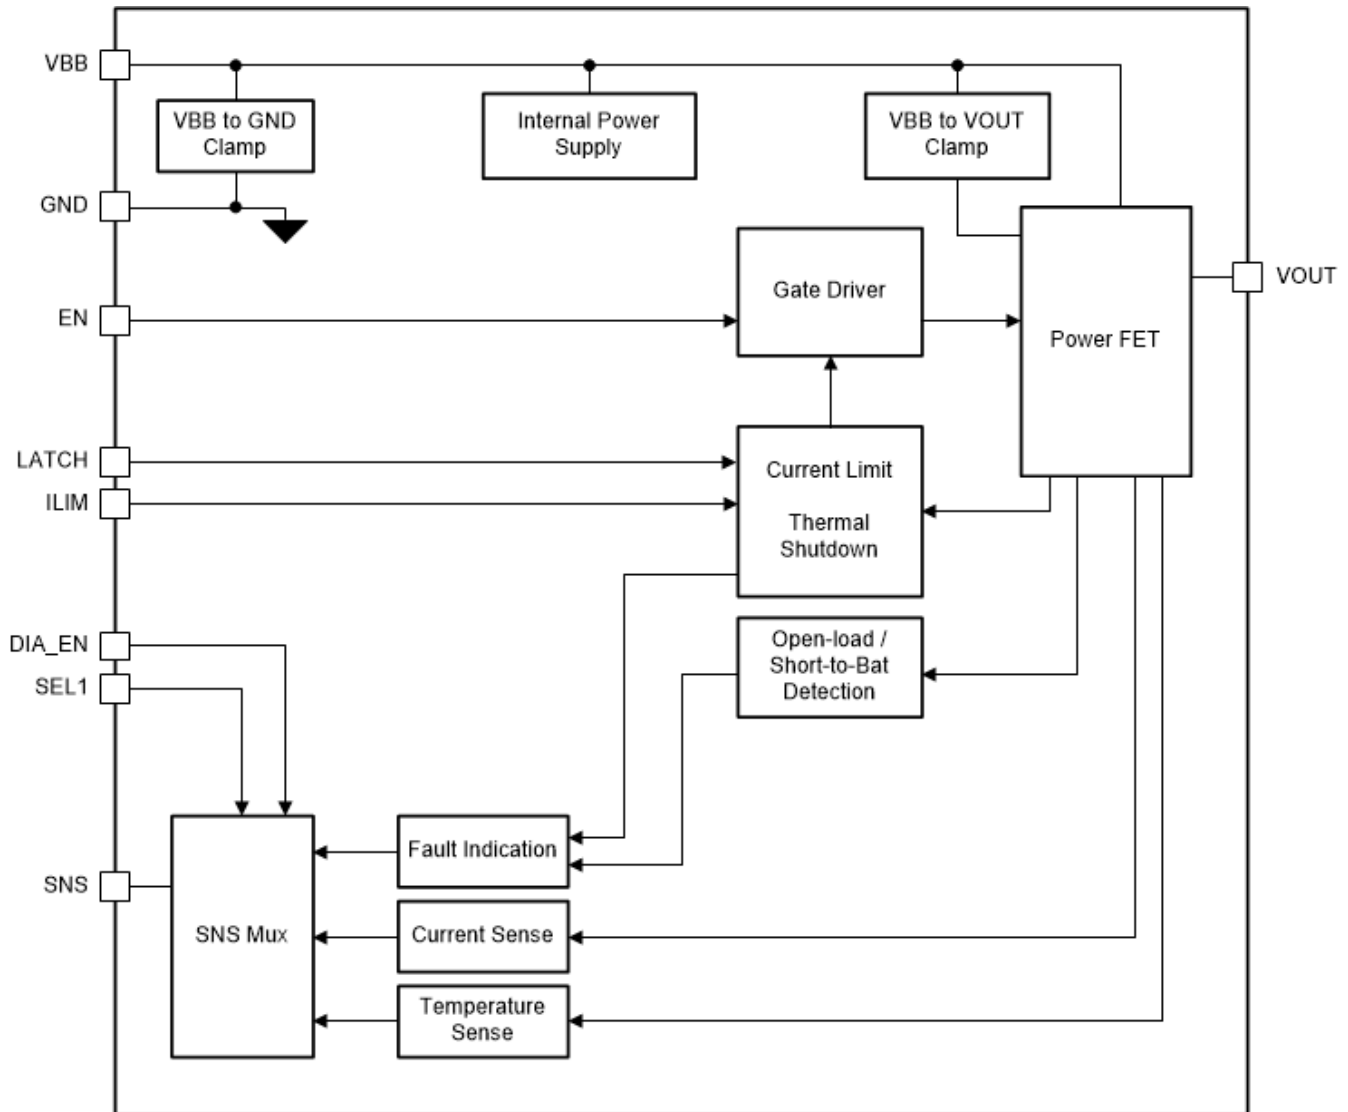 VBB
VBB to GND
Clamp
Internal Power
Supply
VBB to VOUT
Clamp
GND
VOUT
Gate Driver
EN
Power FET
LATCH
ILIM
Current Limit
Thermal
Shutdown
DIA_EN
SEL1
Open-load /
Short-to-Bat
Detection
Fault Indication
SNS
SNS Mux
Current Sense
Temperature
Sense